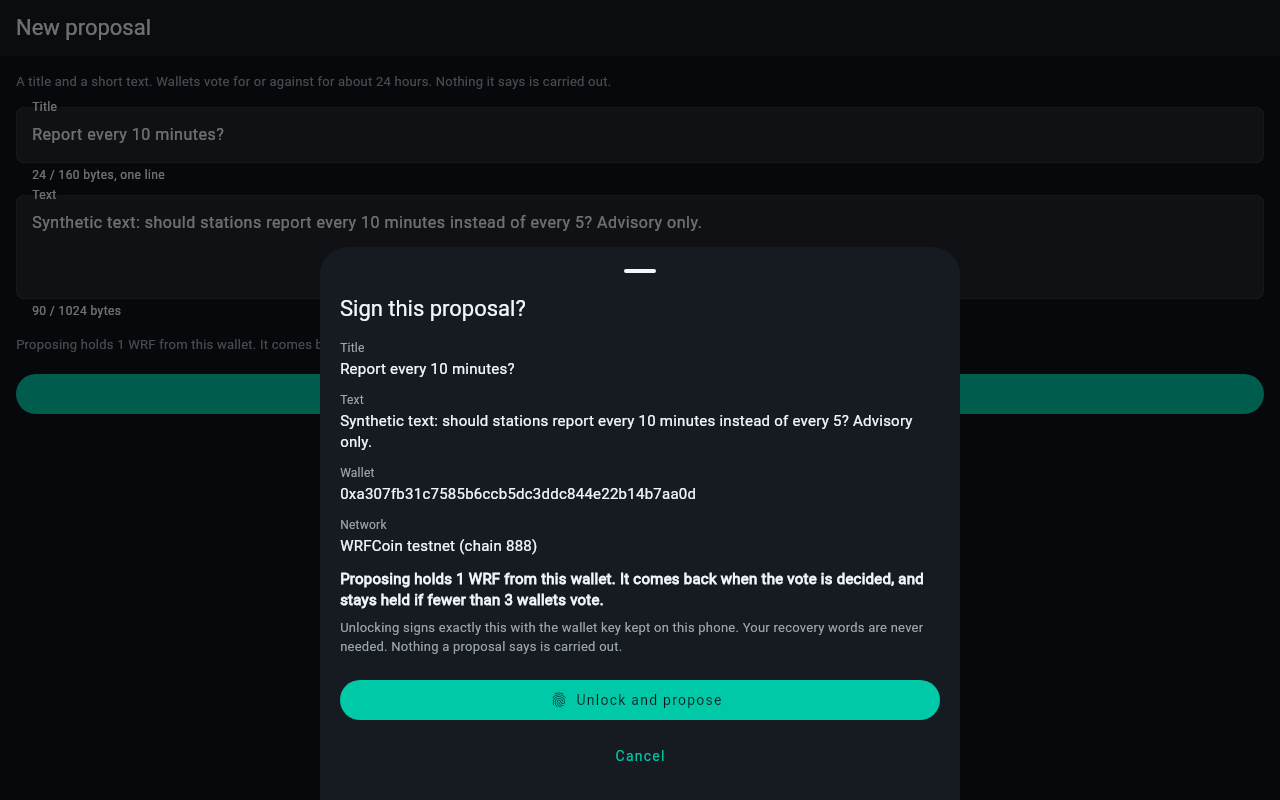 New proposal
A title and a short text. Wallets vote for or against for about 24 hours. Nothing it says is carried out.
Title
Report every 10 minutes?
24 / 160 bytes, one line
Text
Synthetic text: should stations report every 10 minutes instead of every 5? Advisory only.
90 / 1024 bytes
Proposing holds 1 WRF from this wallet. It comes
Sign this proposal?
Title
Report every 10 minutes?
Text
Synthetic text: should stations report every 10 minutes instead of every 5? Advisory
only.
Wallet
0xa307fb31c7585b6ccb5dc3ddc844e22b14b7aa0d
Network
WRFCoin testnet (chain 888)
Proposing holds 1 WRF from this wallet. It comes back when the vote is decided, and
stays held if fewer than 3 wallets vote.
Unlocking signs exactly this with the wallet key kept on this phone. Your recovery words are never
needed. Nothing a proposal says is carried out.
Unlock and propose
Cancel